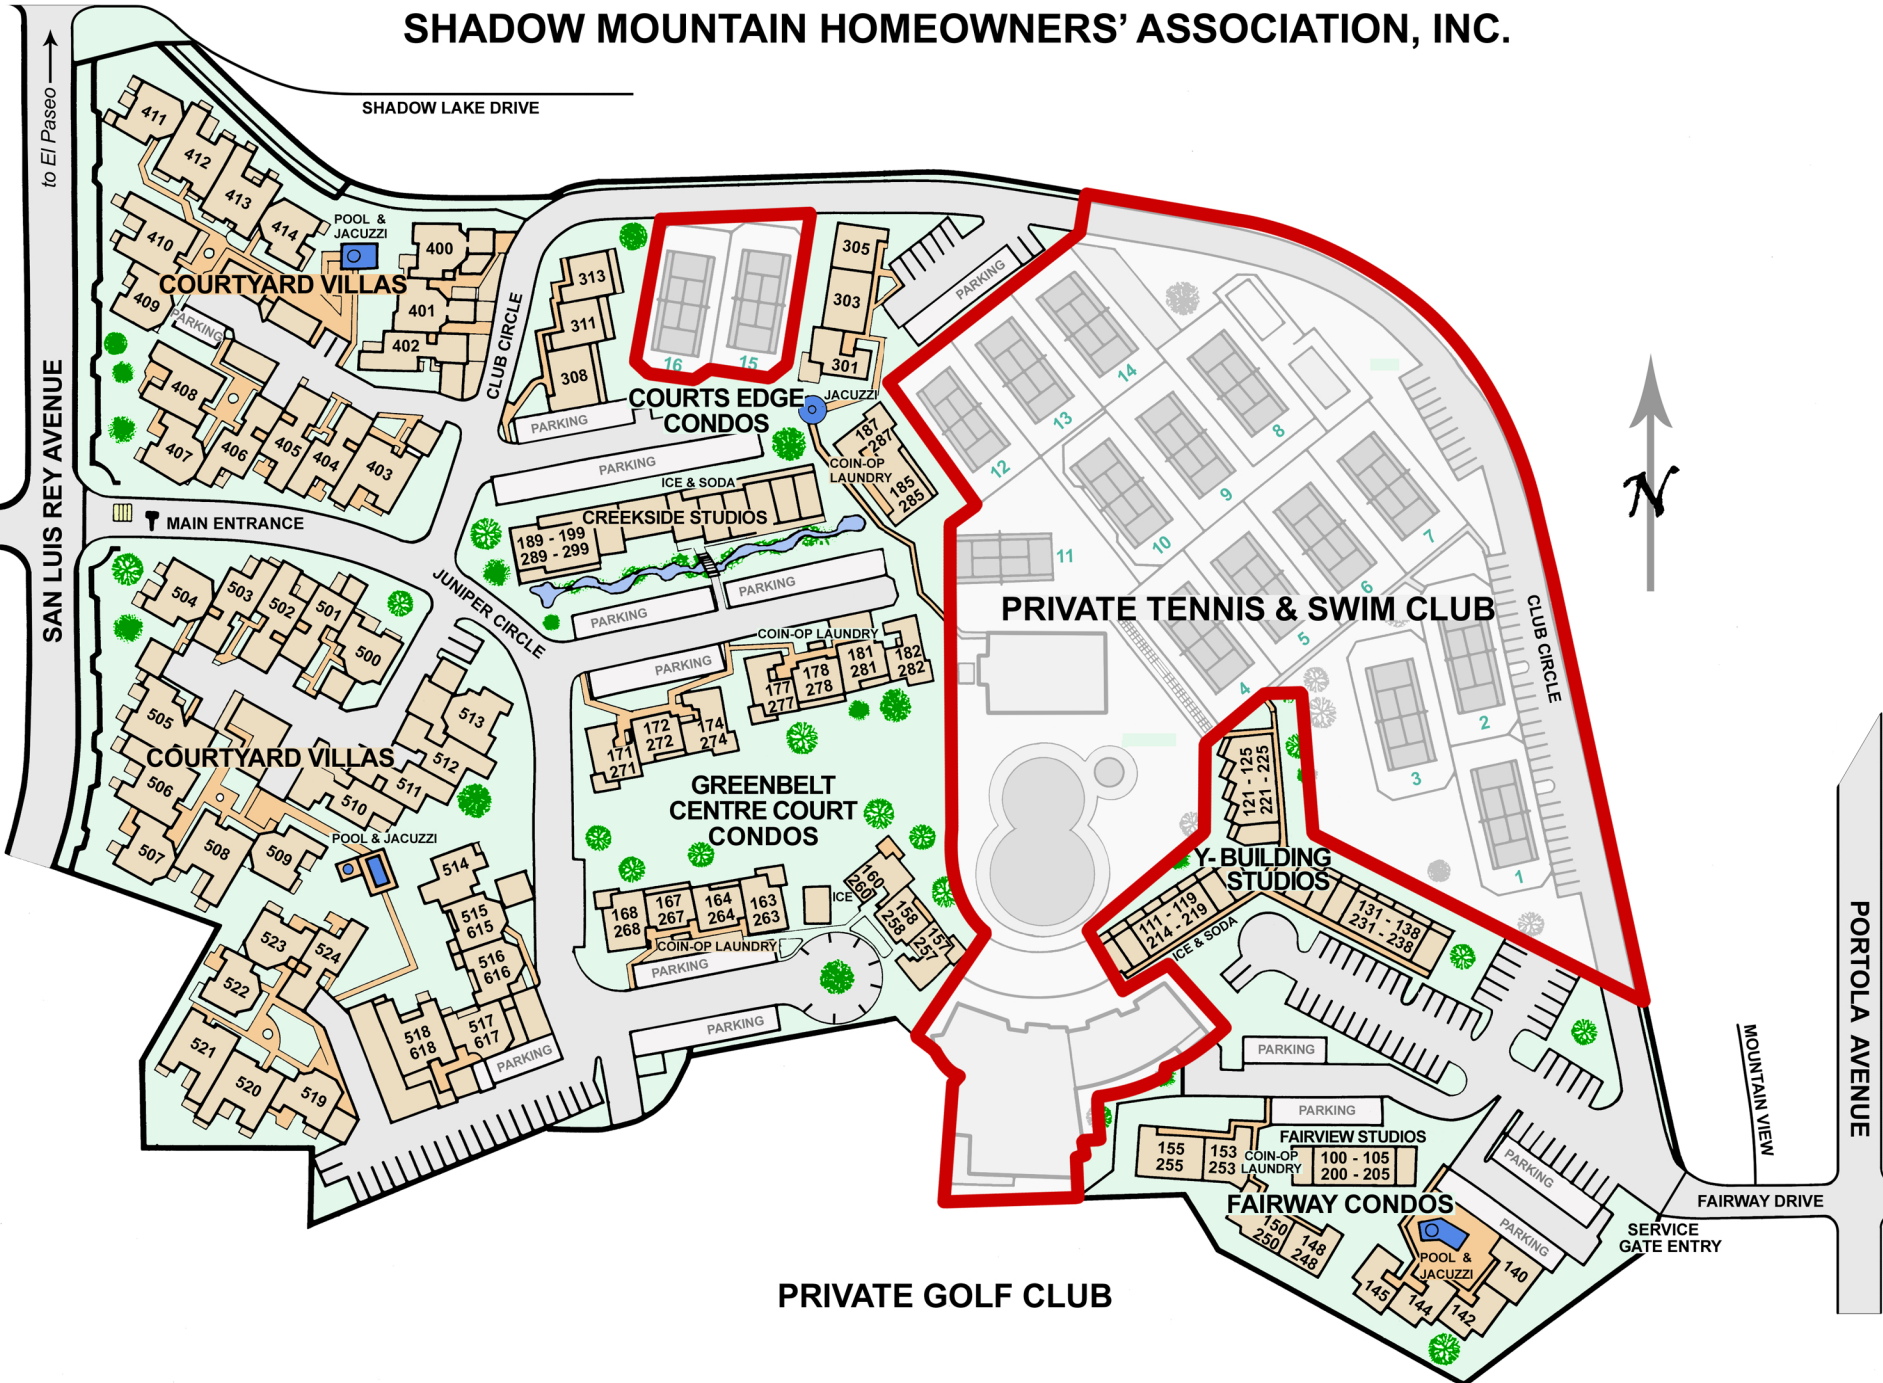 SHADOW MOUNTAIN HOMEOWNERS' ASSOCIATION, INC.
to El Paseo
SHADOW LAKE DRIVE
411
412
413
414
POOL &
JACUZZI
400
410
COURTYARD VILLAS
409
401
PARKING
402
408
407
406
405
404
403
CLUB CIRCLE
SAN LUIS REY AVENUE
MAIN ENTRANCE
313
311
308
16
15
305
303
301
PARKING
COURTS EDGE
CONDOS
JACUZZI
PARKING
PARKING
187
-287
185
285
COIN-OP
LAUNDRY
ICE & SODA
CREEKSIDE STUDIOS
189 - 199
289 - 299
JUNIPER CIRCLE
PARKING
PARKING
14
13
12
8
9
10
7
11
6
5
4
2
3
1
PRIVATE TENNIS & SWIM CLUB
CLUB CIRCLE
N
504
503
502
501
500
505
513
COURTYARD VILLAS
512
511
506
510
507
508
509
POOL & JACUZZI
514
515
615
516
616
523
524
522
518
618
517
617
521
520
519
PARKING
COIN-OP LAUNDRY
PARKING
177
277
178
278
181
281
182
282
171
271
172
272
174
274
GREENBELT
CENTRE COURT
CONDOS
168
268
167
267
164
264
163
263
ICE
160
260
158
258
157
257
COIN-OP LAUNDRY
PARKING
PARKING
121 - 125
221 - 225
Y- BUILDING
STUDIOS
111 - 119
214 - 219
ICE & SODA
131 - 138
231 - 238
PARKING
PARKING
FAIRVIEW STUDIOS
155
255
153
253
COIN-OP
LAUNDRY
100 - 105
200 - 205
FAIRWAY CONDOS
150
250
148
248
PARKING
PARKING
POOL &
JACUZZI
145
144
142
140
SERVICE
GATE ENTRY
FAIRWAY DRIVE
MOUNTAIN VIEW
PORTOLA AVENUE
PRIVATE GOLF CLUB